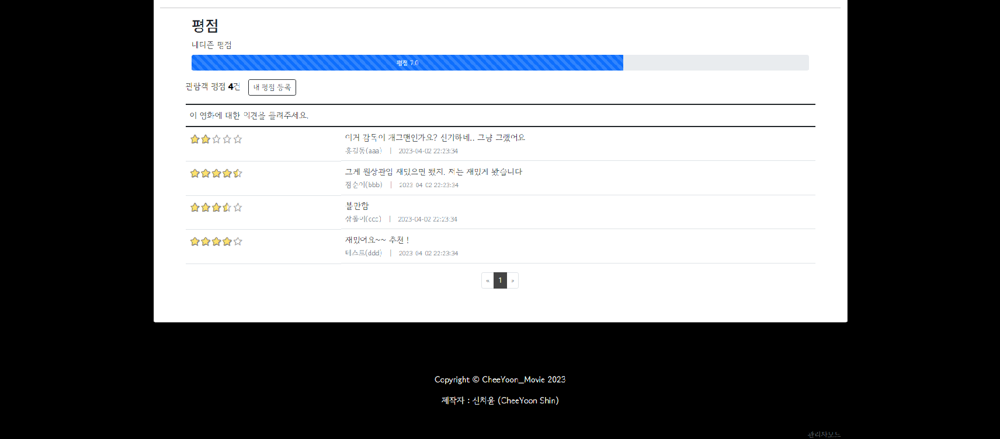 평점
네티즌 평점
평점 7.0
관람객 평점 4건 내 평점 등록
이 영화에 대한 의견을 들려주세요.
이거 감독이 개그맨인가요? 신기하네.. 그냥 그랬어요
홍길동(aaa) | 2023-04-02 22:23:34
그게 뭔상관임 재밌으면 됐지. 저는 재밌게 봤습니다
점순이(bbb) | 2023-04-02 22:23:34
볼만함
삼돌이(ccc) | 2023-04-02 22:23:34
재밌어요~~ 추천 !
테스트(ddd) | 2023-04-02 22:23:34
« 1 »
Copyright © CheeYoon_Movie 2023
제작자 : 신치윤 (CheeYoon Shin)
관리자모드